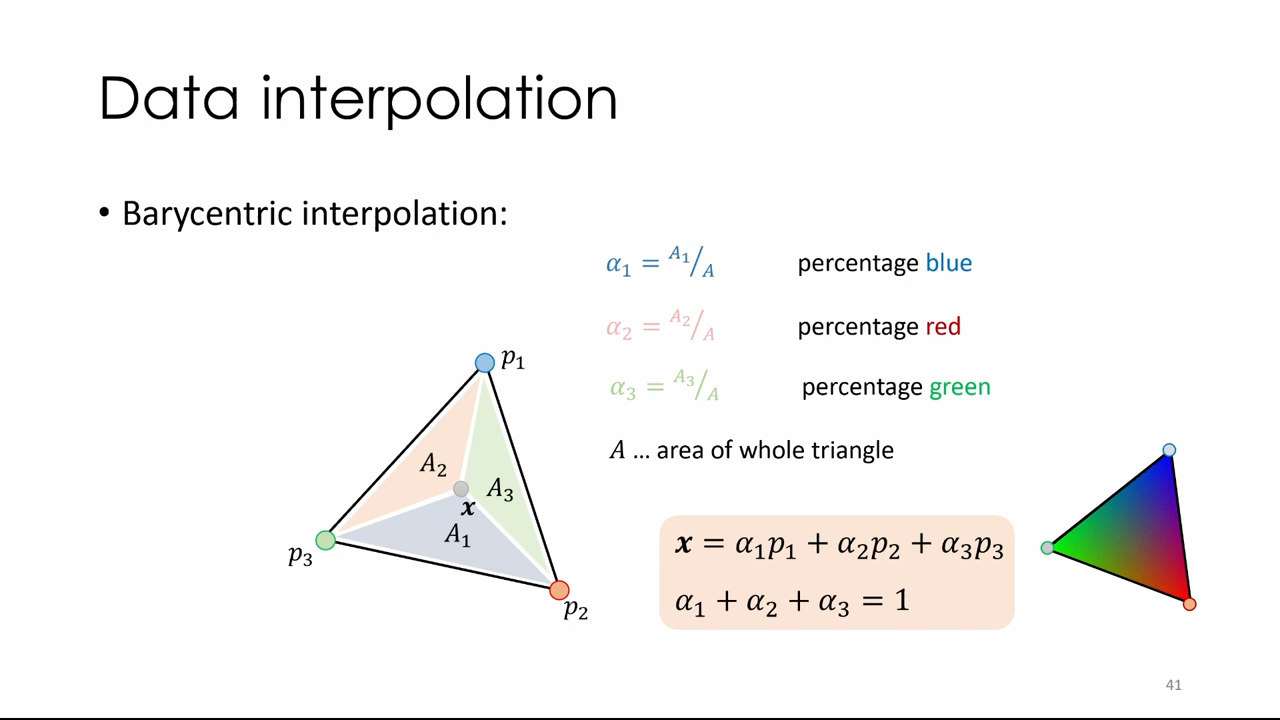 Data interpolation
• Barycentric interpolation:
α₁ = A₁/A percentage blue
α₂ = A₂/A percentage red
α₃ = A₃/A percentage green
A … area of whole triangle
p₁
A₂
A₃
x
A₁
p₃
p₂
x = α₁p₁ + α₂p₂ + α₃p₃
α₁ + α₂ + α₃ = 1
41